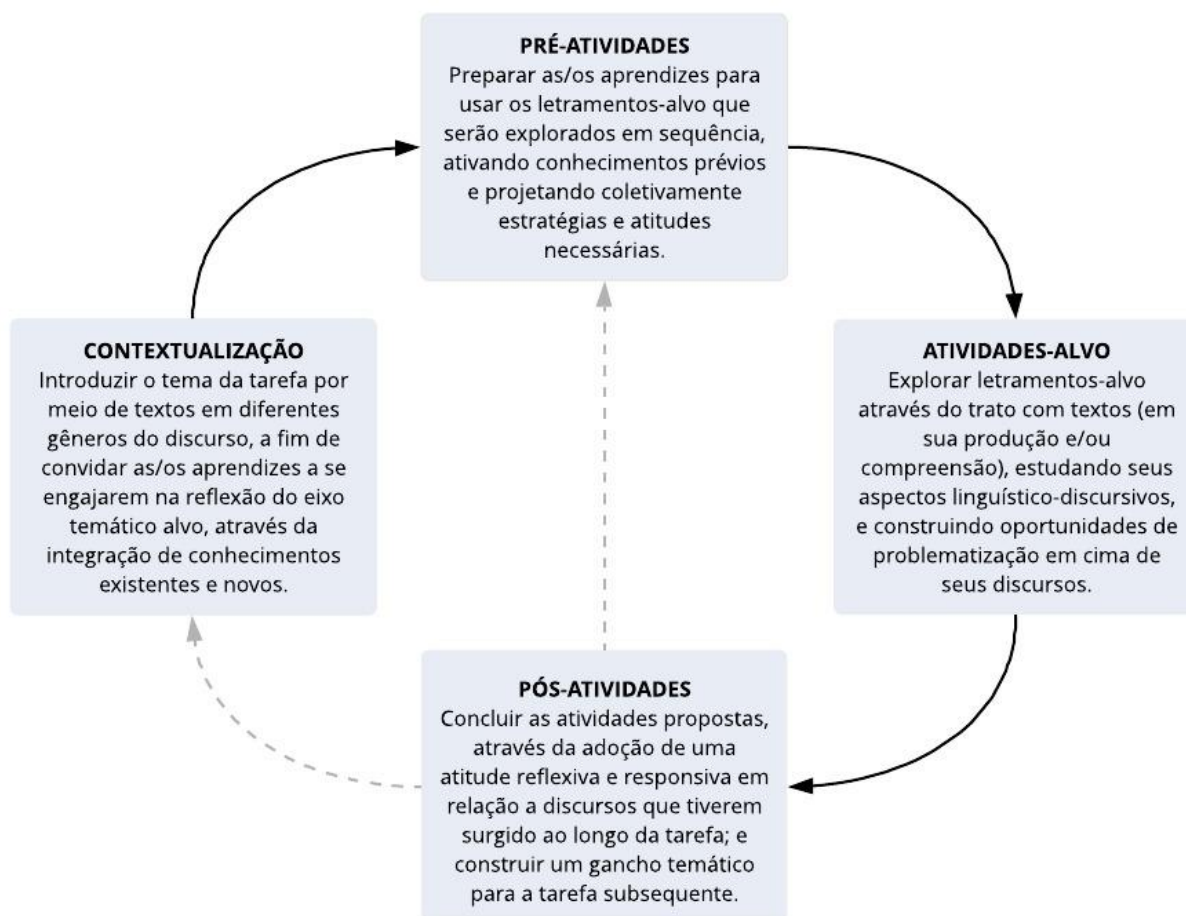 PRÉ-ATIVIDADES
Preparar as/os aprendizes para
usar os letramentos-alvo que
serão explorados em sequência,
ativando conhecimentos prévios
e projetando coletivamente
estratégias e atitudes
necessárias.
CONTEXTUALIZAÇÃO
Introduzir o tema da tarefa por
meio de textos em diferentes
gêneros do discurso, a fim de
convidar as/os aprendizes a se
engajarem na reflexão do eixo
temático alvo, através da
integração de conhecimentos
existentes e novos.
ATIVIDADES-ALVO
Explorar letramentos-alvo
através do trato com textos (em
sua produção e/ou
compreensão), estudando seus
aspectos linguístico-discursivos,
e construindo oportunidades de
problematização em cima de
seus discursos.
PÓS-ATIVIDADES
Concluir as atividades propostas,
através da adoção de uma
atitude reflexiva e responsiva em
relação a discursos que tiverem
surgido ao longo da tarefa; e
construir um gancho temático
para a tarefa subsequente.